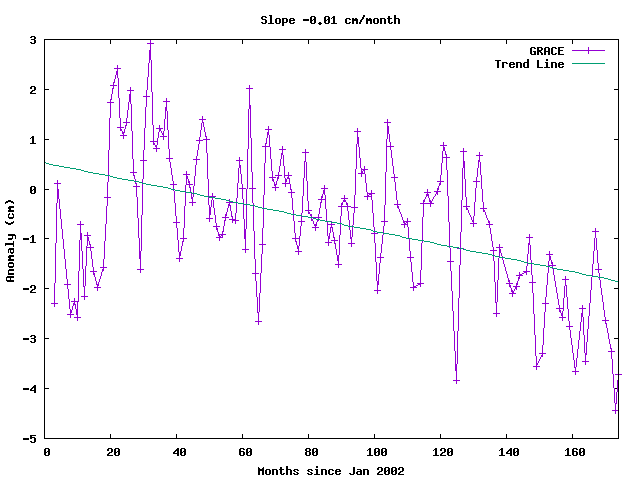 Slope -0.01 cm/month
GRACE
Trend Line
3
2
1
0
-1
-2
-3
-4
-5
Anomaly (cm)
0 20 40 60 80 100 120 140 160
Months since Jan 2002